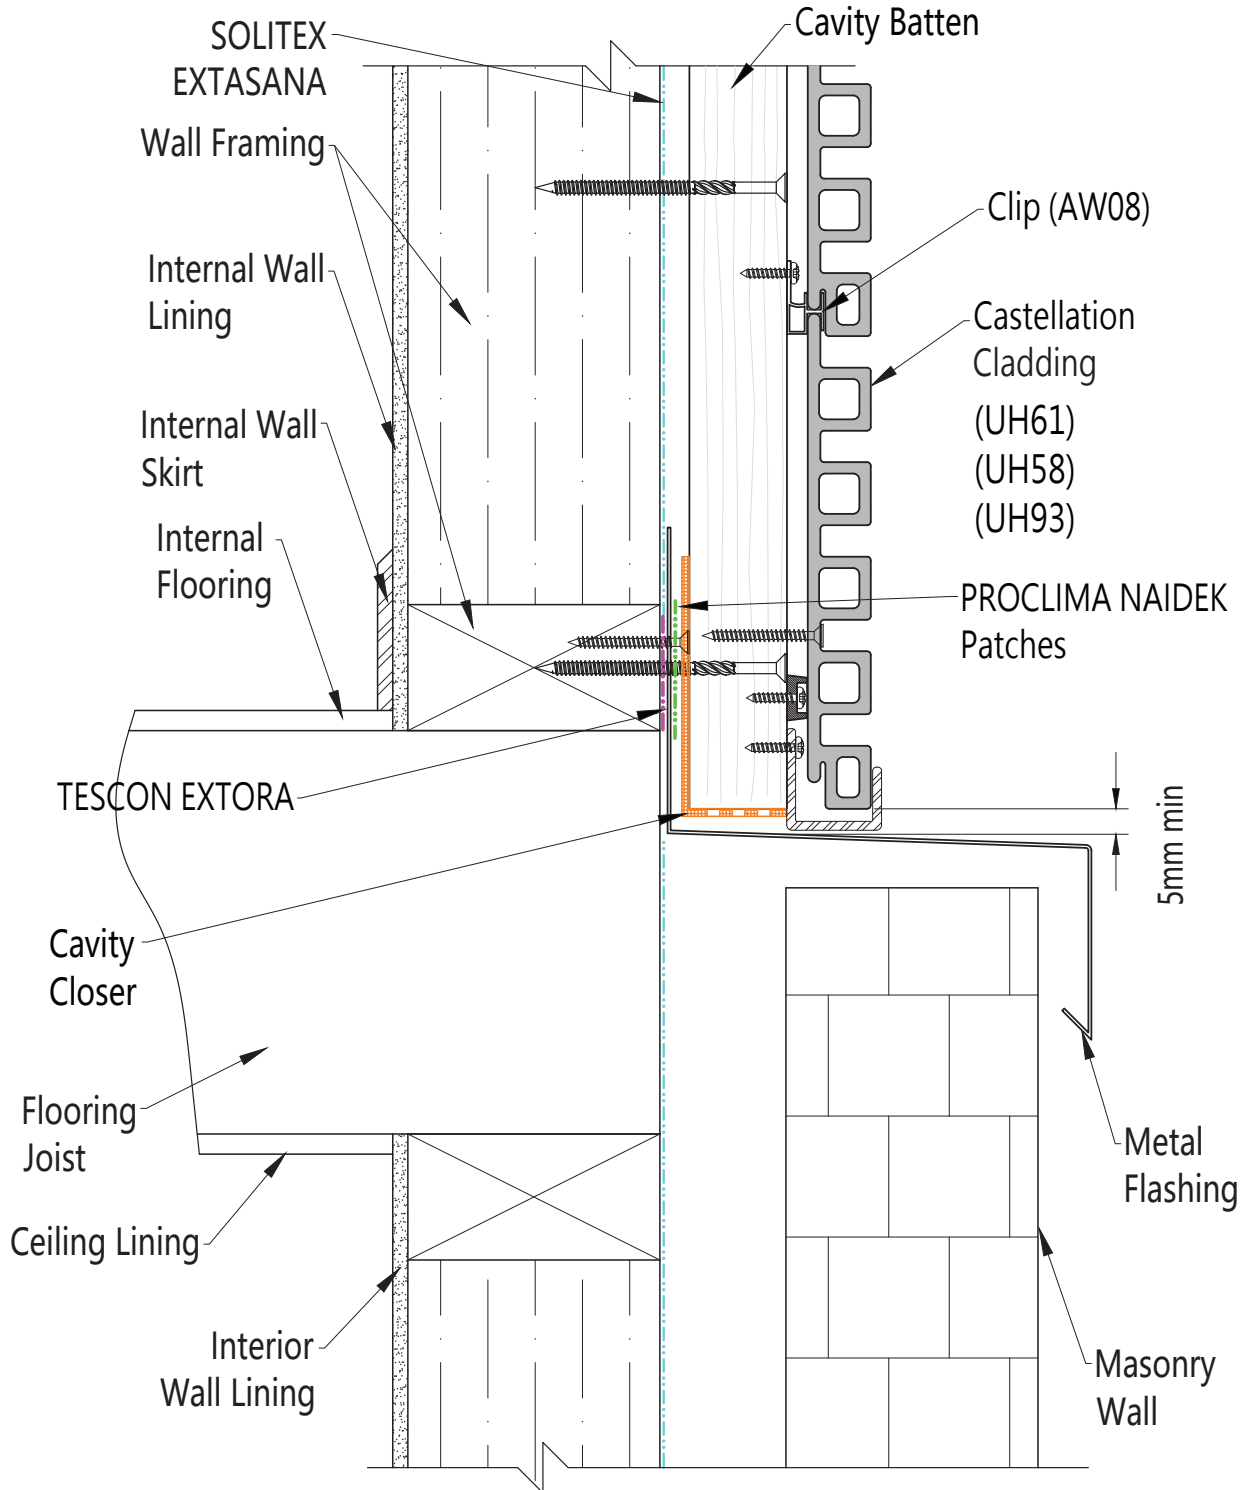 SOLITEX
EXTASANA
Wall Framing
Internal Wall
Lining
Internal Wall
Skirt
Internal
Flooring
TESCON EXTORA
Cavity
Closer
Flooring
Joist
Ceiling Lining
Interior
Wall Lining
Cavity Batten
Clip (AW08)
Castellation
Cladding
(UH61)
(UH58)
(UH93)
PROCLIMA NAIDEK
Patches
5mm min
Metal
Flashing
Masonry
Wall